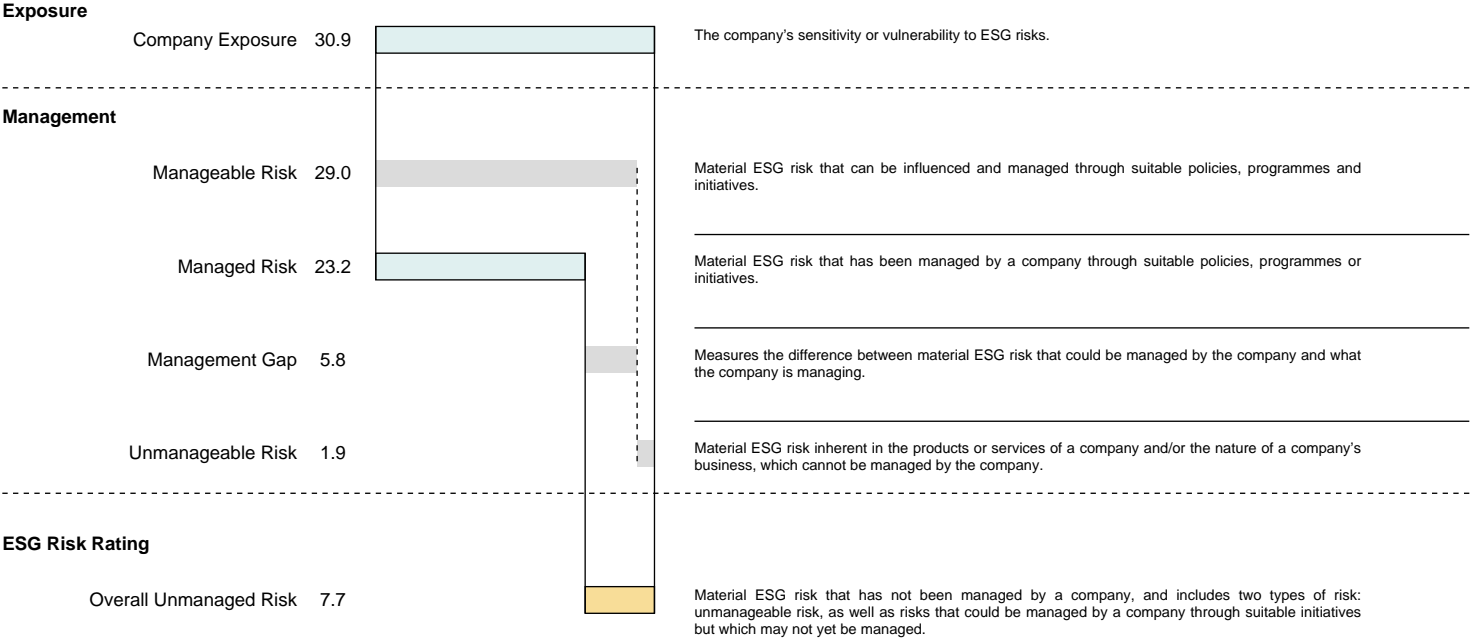 Exposure
Company Exposure 30.9
The company’s sensitivity or vulnerability to ESG risks.
Management
Manageable Risk 29.0
Material ESG risk that can be influenced and managed through suitable policies, programmes and
initiatives.
Managed Risk 23.2
Material ESG risk that has been managed by a company through suitable policies, programmes or
initiatives.
Management Gap 5.8
Measures the difference between material ESG risk that could be managed by the company and what
the company is managing.
Unmanageable Risk 1.9
Material ESG risk inherent in the products or services of a company and/or the nature of a company’s
business, which cannot be managed by the company.
ESG Risk Rating
Overall Unmanaged Risk 7.7
Material ESG risk that has not been managed by a company, and includes two types of risk:
unmanageable risk, as well as risks that could be managed by a company through suitable initiatives
but which may not yet be managed.